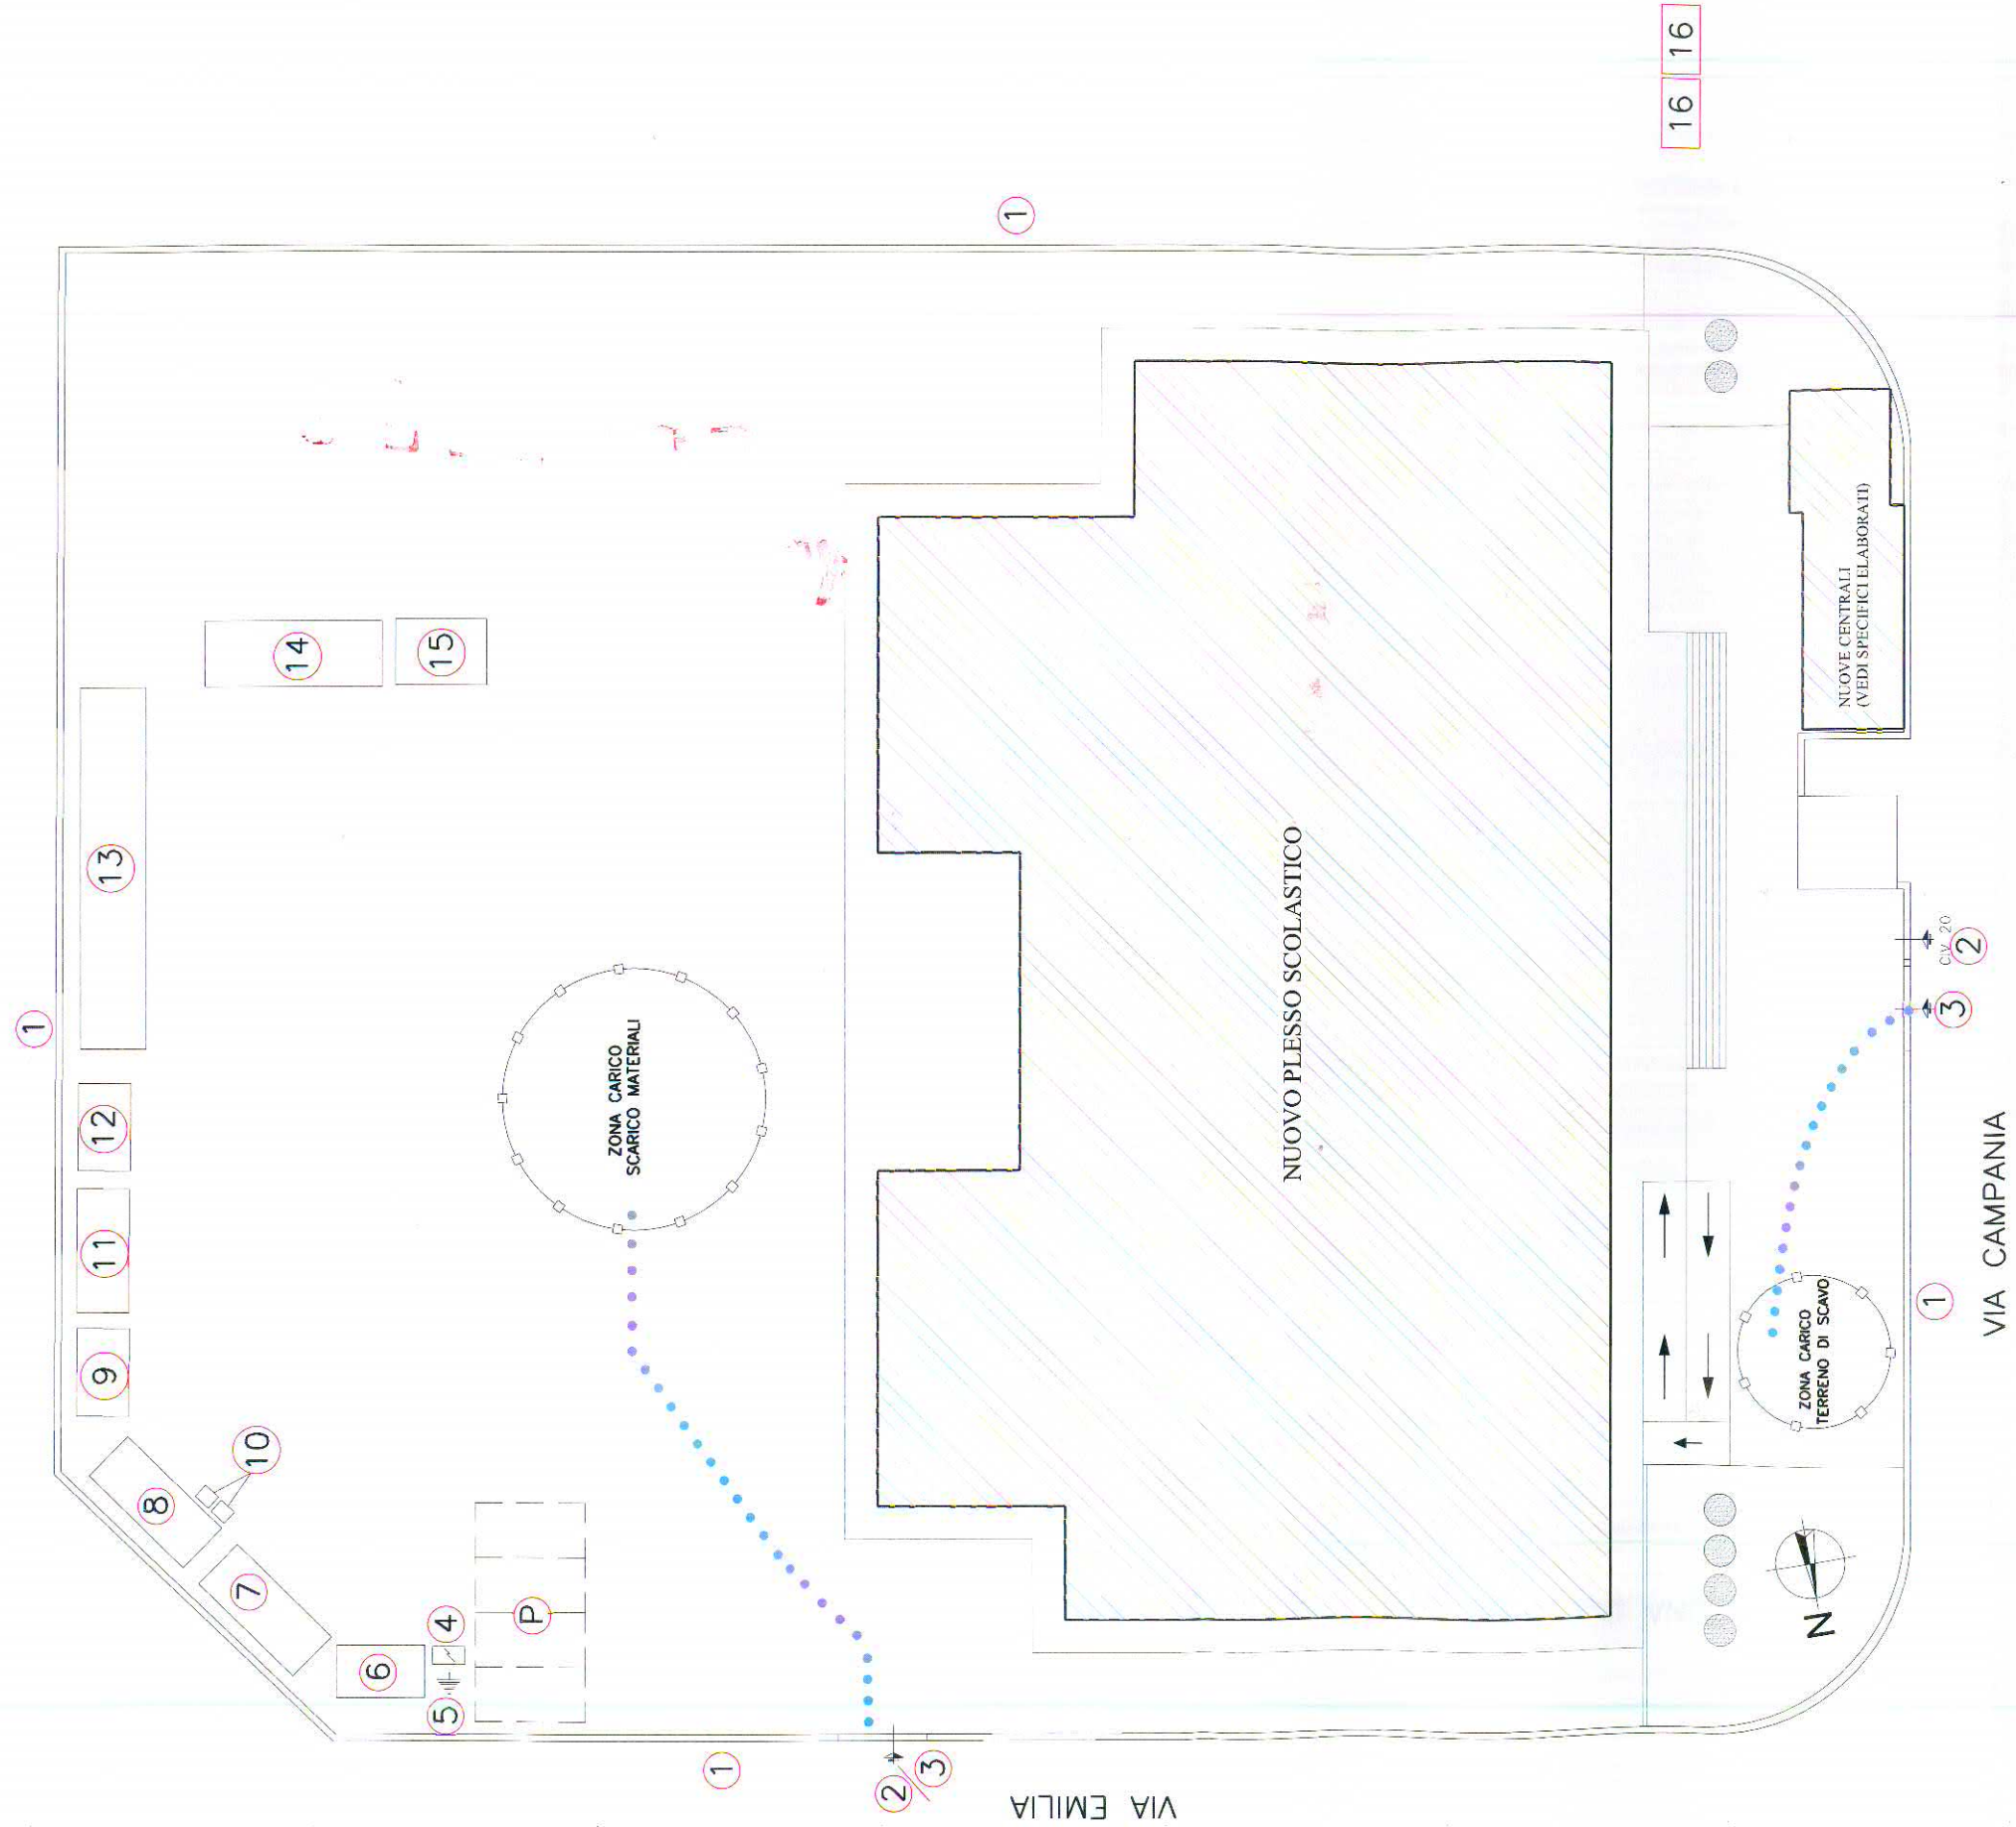 16
16
1
14
15
13
NUOVE CENTRALI
(VEDI SPECIFICI ELABORATI)
NUOVO PLESSO SCOLASTICO
CIV. 20
2
3
1
ZONA CARICO
SCARICO MATERIALI
12
11
9
10
8
7
6
4
5
P
ZONA CARICO
TERRENO DI SCAVO
1
VIA CAMPANIA
N
1
2/3
VIA EMILIA